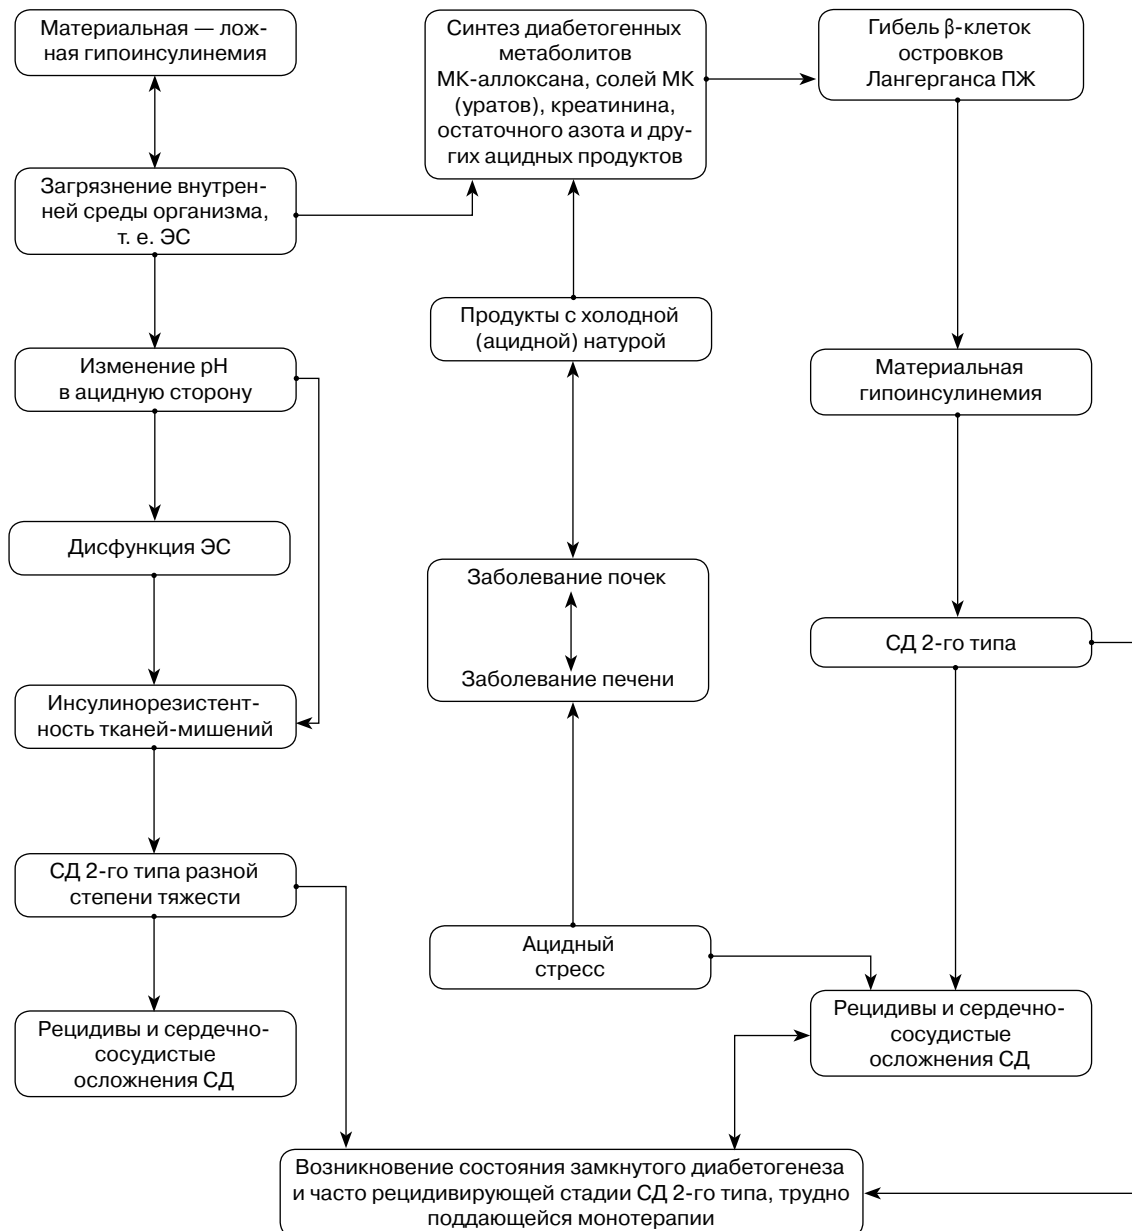 Материальная — лож-
ная гипоинсулинемия
Загрязнение внутрен-
ней среды организма,
т. е. ЭС
Изменение pH
в ацидную сторону
Дисфункция ЭС
Инсулинорезистент-
ность тканей-мишений
СД 2-го типа разной
степени тяжести
Рецидивы и сердечно-
сосудистые
осложнения СД
Синтез диабетогенных
метаболитов
МК-аллоксана, солей МК
(уратов), креатинина,
остаточного азота и дру-
гих ацидных продуктов
Продукты с холодной
(ацидной) натурой
Заболевание почек
Заболевание печени
Ацидный
стресс
Гибель β-клеток
островков
Лангерганса ПЖ
Материальная
гипоинсулинемия
СД 2-го типа
Рецидивы и сердечно-
сосудистые
осложнения СД
Возникновение состояния замкнутого диабетогенеза
и часто рецидивирующей стадии СД 2-го типа, трудно
поддающейся монотерапии